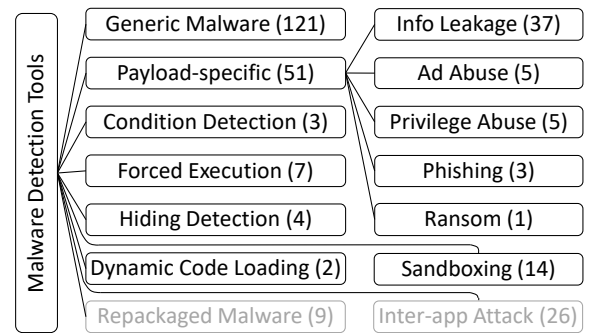 Malware Detection Tools
Generic Malware (121)
Payload-specific (51)
Condition Detection (3)
Forced Execution (7)
Hiding Detection (4)
Dynamic Code Loading (2)
Repackaged Malware (9)
Info Leakage (37)
Ad Abuse (5)
Privilege Abuse (5)
Phishing (3)
Ransom (1)
Sandboxing (14)
Inter-app Attack (26)